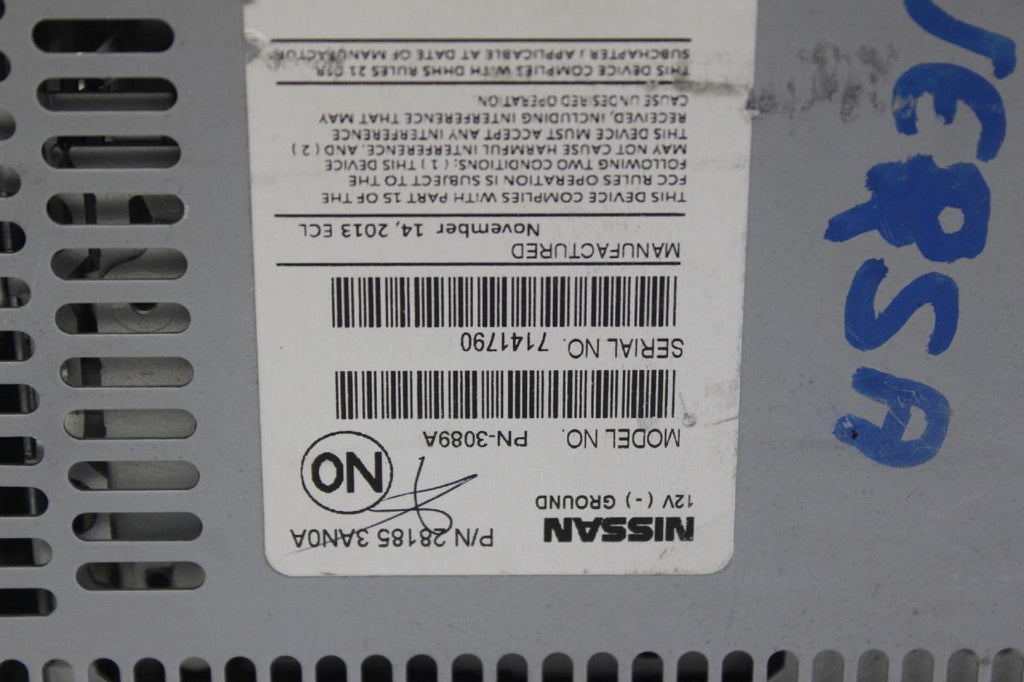 NISSAN P/N 28185 3AN0A
12V (-) GROUND
NO
MODEL NO. PN-3089A
SERIAL NO. 7141790
MANUFACTURED
November 14, 2013 ECL
THIS DEVICE COMPLIES WITH PART 15 OF THE
FCC RULES OPERATION IS SUBJECT TO THE
FOLLOWING TWO CONDITIONS: (1) THIS DEVICE
MAY NOT CAUSE HARMFUL INTERFERENCE, AND (2)
THIS DEVICE MUST ACCEPT ANY INTERFERENCE
RECEIVED, INCLUDING INTERFERENCE THAT MAY
CAUSE UNDESIRED OPERATION.
THIS DEVICE COMPLIES WITH DHHS RULES 21 CFR
SUBCHAPTER J APPLICABLE AT DATE OF MANUFACTUR
VERSA